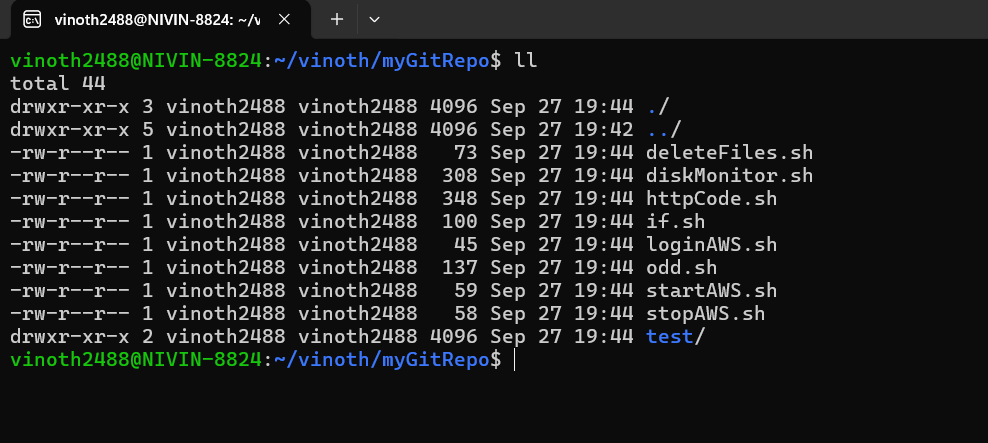 vinoth2488@NIVIN-8824: ~/v
vinoth2488@NIVIN-8824:~/vinoth/myGitRepo$ ll
total 44
drwxr-xr-x 3 vinoth2488 vinoth2488 4096 Sep 27 19:44 ./
drwxr-xr-x 5 vinoth2488 vinoth2488 4096 Sep 27 19:42 ../
-rw-r--r-- 1 vinoth2488 vinoth2488   73 Sep 27 19:44 deleteFiles.sh
-rw-r--r-- 1 vinoth2488 vinoth2488  308 Sep 27 19:44 diskMonitor.sh
-rw-r--r-- 1 vinoth2488 vinoth2488  348 Sep 27 19:44 httpCode.sh
-rw-r--r-- 1 vinoth2488 vinoth2488  100 Sep 27 19:44 if.sh
-rw-r--r-- 1 vinoth2488 vinoth2488   45 Sep 27 19:44 loginAWS.sh
-rw-r--r-- 1 vinoth2488 vinoth2488  137 Sep 27 19:44 odd.sh
-rw-r--r-- 1 vinoth2488 vinoth2488   59 Sep 27 19:44 startAWS.sh
-rw-r--r-- 1 vinoth2488 vinoth2488   58 Sep 27 19:44 stopAWS.sh
drwxr-xr-x 2 vinoth2488 vinoth2488 4096 Sep 27 19:44 test/
vinoth2488@NIVIN-8824:~/vinoth/myGitRepo$